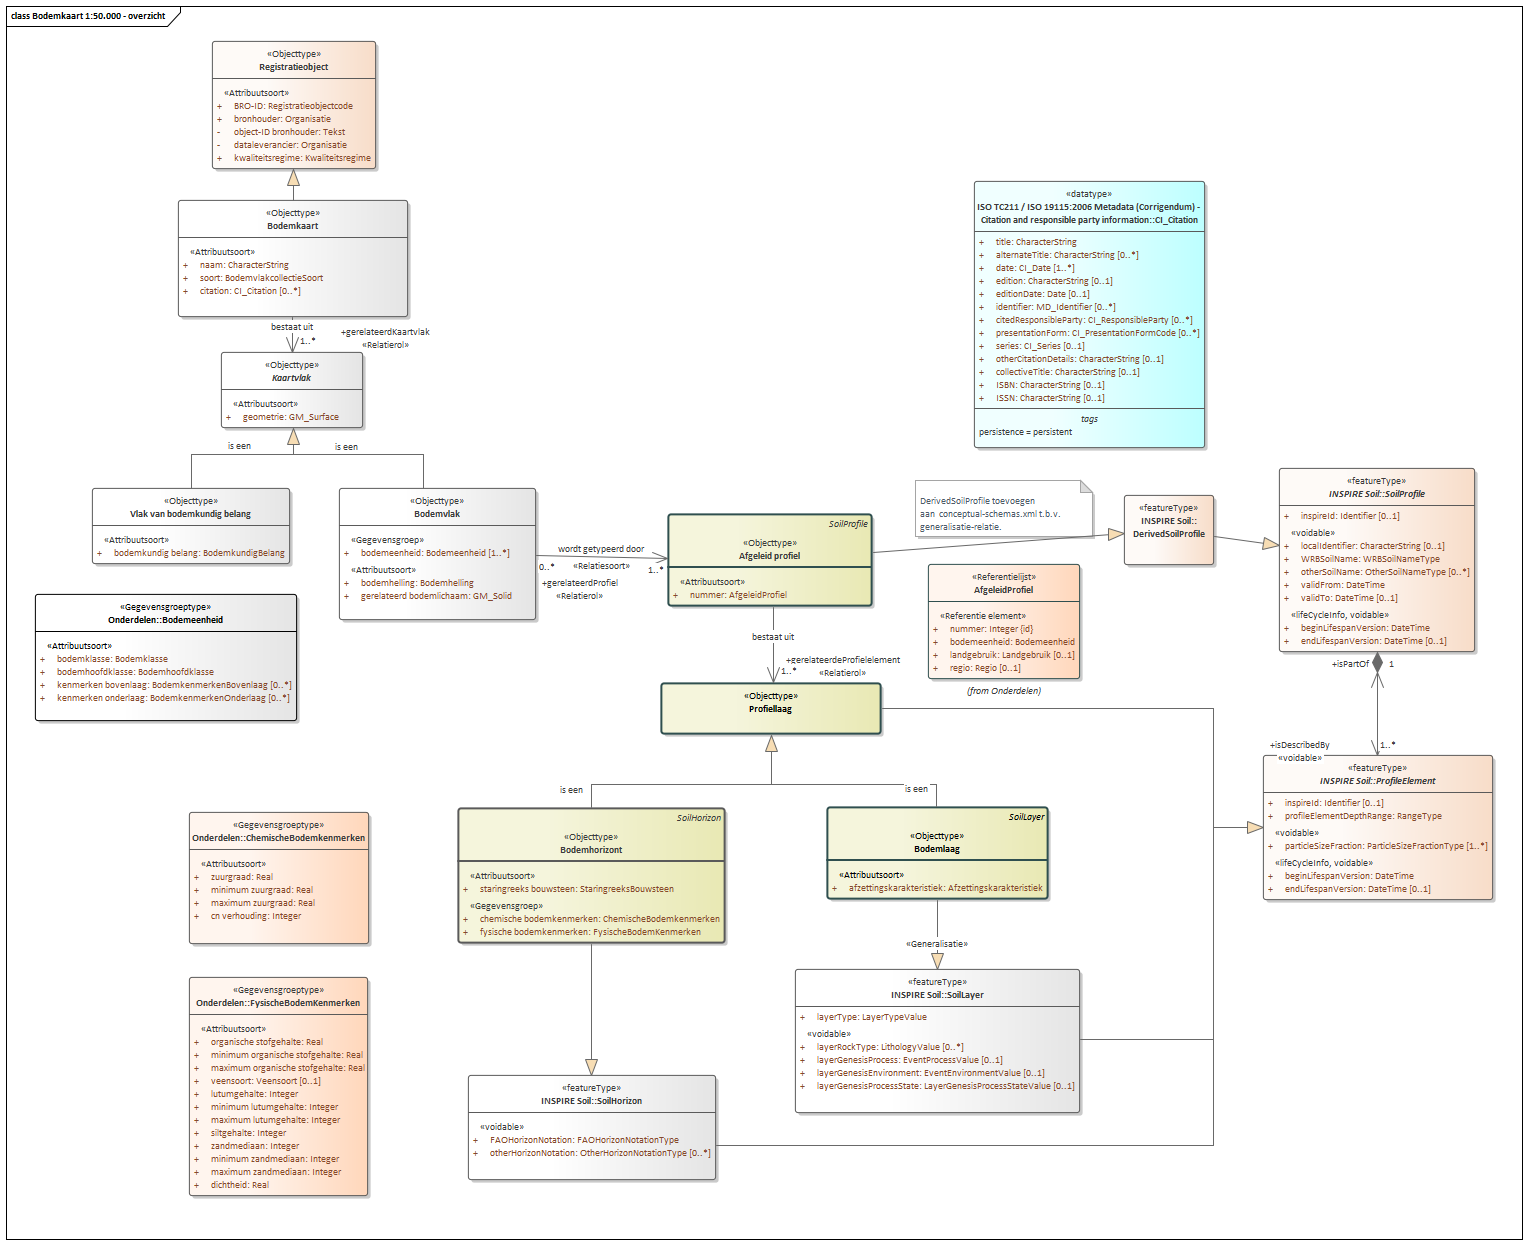 class Bodemkaart 1:50.000 - overzicht
«Objecttype»
Registratieobject
«Attribuutsoort»
+ BRO-ID: Registratieobjectcode
+ bronhouder: Organisatie
- object-ID bronhouder: Tekst
- dataleverancier: Organisatie
+ kwaliteitsregime: Kwaliteitsregime
«Objecttype»
Bodemkaart
«Attribuutsoort»
+ naam: CharacterString
+ soort: BodemvlakcollectieSoort
+ citation: CI_Citation [0..*]
bestaat uit
1..*
+gerelateerdKaartvlak
«Relatierol»
«Objecttype»
Kaartvlak
«Attribuutsoort»
+ geometrie: GM_Surface
is een
is een
«Objecttype»
Vlak van bodemkundig belang
«Attribuutsoort»
+ bodemkundig belang: BodemkundigBelang
«Objecttype»
Bodemvlak
«Gegevensgroep»
+ bodemeenheid: Bodemeenheid [1..*]
«Attribuutsoort»
+ bodemhelling: Bodemhelling
+ gerelateerd bodemlichaam: GM_Solid
wordt getypeerd door
0..*
«Relatiesoort»
1..*
+gerelateerdProfiel
«Relatierol»
SoilProfile
«Objecttype»
Afgeleid profiel
«Attribuutsoort»
+ nummer: AfgeleidProfiel
«datatype»
ISO TC211 / ISO 19115:2006 Metadata (Corrigendum) -
Citation and responsible party information::CI_Citation
+ title: CharacterString
+ alternateTitle: CharacterString [0..*]
+ date: CI_Date [1..*]
+ edition: CharacterString [0..1]
+ editionDate: Date [0..1]
+ identifier: MD_Identifier [0..*]
+ citedResponsibleParty: CI_ResponsibleParty [0..*]
+ presentationForm: CI_PresentationFormCode [0..*]
+ series: CI_Series [0..1]
+ otherCitationDetails: CharacterString [0..1]
+ collectiveTitle: CharacterString [0..1]
+ ISBN: CharacterString [0..1]
+ ISSN: CharacterString [0..1]
tags
persistence = persistent
DerivedSoilProfile toevoegen
aan conceptual-schemas.xml t.b.v.
generalisatie-relatie.
«featureType»
INSPIRE Soil::
DerivedSoilProfile
«featureType»
INSPIRE Soil::SoilProfile
+ inspireId: Identifier [0..1]
«voidable»
+ localIdentifier: CharacterString [0..1]
+ WRBSoilName: WRBSoilNameType
+ otherSoilName: OtherSoilNameType [0..*]
+ validFrom: DateTime
+ validTo: DateTime [0..1]
«lifeCycleInfo, voidable»
+ beginLifespanVersion: DateTime
+ endLifespanVersion: DateTime [0..1]
+isPartOf
1
«Referentielijst»
AfgeleidProfiel
«Referentie element»
+ nummer: Integer {id}
+ bodemeenheid: Bodemeenheid
+ landgebruik: Landgebruik [0..1]
+ regio: Regio [0..1]
(from Onderdelen)
«Gegevensgroeptype»
Onderdelen::Bodemeenheid
«Attribuutsoort»
+ bodemklasse: Bodemklasse
+ bodemhoofdklasse: Bodemhoofdklasse
+ kenmerken bovenlaag: BodemkenmerkenBovenlaag [0..*]
+ kenmerken onderlaag: BodemkenmerkenOnderlaag [0..*]
bestaat uit
1..*
+gerelateerdeProfielelement
«Relatierol»
«Objecttype»
Profiellaag
+isDescribedBy
«voidable»
1..*
«featureType»
INSPIRE Soil::ProfileElement
+ inspireId: Identifier [0..1]
+ profileElementDepthRange: RangeType
«voidable»
+ particleSizeFraction: ParticleSizeFractionType [1..*]
«lifeCycleInfo, voidable»
+ beginLifespanVersion: DateTime
+ endLifespanVersion: DateTime [0..1]
is een
is een
SoilHorizon
«Objecttype»
Bodemhorizont
«Attribuutsoort»
+ staringreeks bouwsteen: StaringreeksBouwsteen
«Gegevensgroep»
+ chemische bodemkenmerken: ChemischeBodemkenmerken
+ fysische bodemkenmerken: FysischeBodemKenmerken
SoilLayer
«Objecttype»
Bodemlaag
«Attribuutsoort»
+ afzettingskarakteristiek: Afzettingskarakteristiek
«Generalisatie»
«Gegevensgroeptype»
Onderdelen::ChemischeBodemkenmerken
«Attribuutsoort»
+ zuurgraad: Real
+ minimum zuurgraad: Real
+ maximum zuurgraad: Real
+ cn verhouding: Integer
«Gegevensgroeptype»
Onderdelen::FysischeBodemKenmerken
«Attribuutsoort»
+ organische stofgehalte: Real
+ minimum organische stofgehalte: Real
+ maximum organische stofgehalte: Real
+ veensoort: Veensoort [0..1]
+ lutumgehalte: Integer
+ minimum lutumgehalte: Integer
+ maximum lutumgehalte: Integer
+ siltgehalte: Integer
+ zandmediaan: Integer
+ minimum zandmediaan: Integer
+ maximum zandmediaan: Integer
+ dichtheid: Real
«featureType»
INSPIRE Soil::SoilLayer
+ layerType: LayerTypeValue
«voidable»
+ layerRockType: LithologyValue [0..*]
+ layerGenesisProcess: EventProcessValue [0..1]
+ layerGenesisEnvironment: EventEnvironmentValue [0..1]
+ layerGenesisProcessState: LayerGenesisProcessStateValue [0..1]
«featureType»
INSPIRE Soil::SoilHorizon
«voidable»
+ FAOHorizonNotation: FAOHorizonNotationType
+ otherHorizonNotation: OtherHorizonNotationType [0..*]